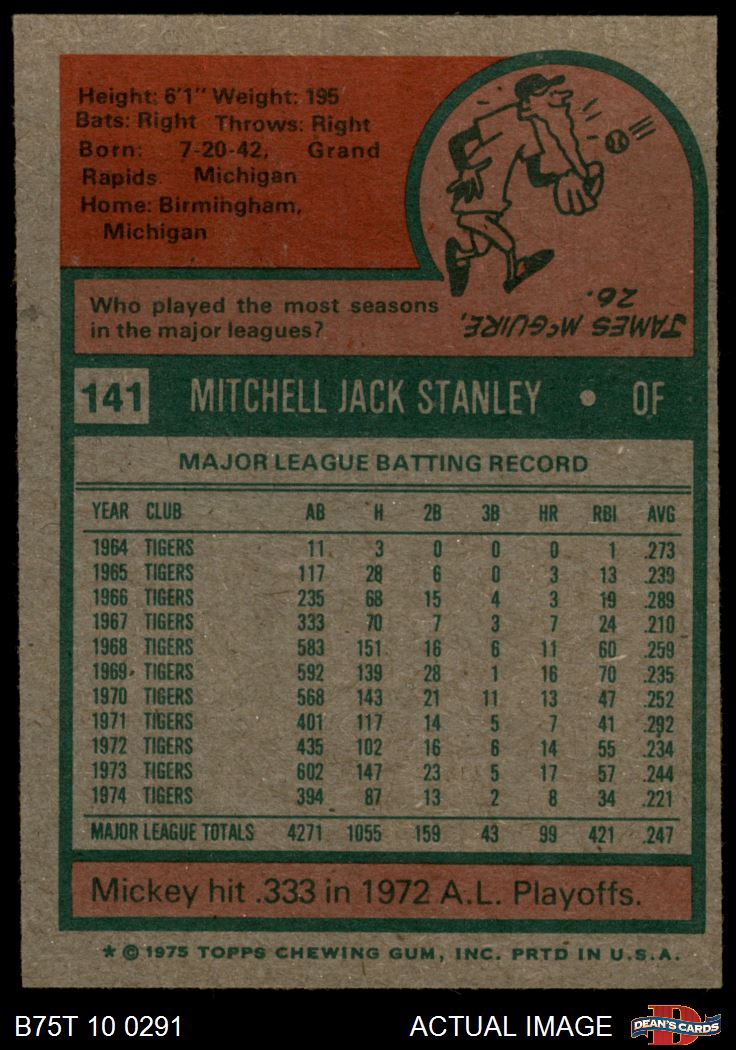 Height: 6'1" Weight: 195
Bats: Right Throws: Right
Born: 7-20-42, Grand
Rapids Michigan
Home: Birmingham,
Michigan
Who played the most seasons
in the major leagues?
JAMES McGUIRE,
26.
141 MITCHELL JACK STANLEY • OF
MAJOR LEAGUE BATTING RECORD
YEAR CLUB AB H 2B 3B HR RBI AVG
1964 TIGERS 11 3 0 0 0 1 .273
1965 TIGERS 117 28 6 0 3 13 .239
1966 TIGERS 235 68 15 4 3 19 .289
1967 TIGERS 333 70 7 3 7 24 .210
1968 TIGERS 583 151 16 6 11 60 .259
1969 TIGERS 592 139 28 1 16 70 .235
1970 TIGERS 568 143 21 11 13 47 .252
1971 TIGERS 401 117 14 5 7 41 .292
1972 TIGERS 435 102 16 6 14 55 .234
1973 TIGERS 602 147 23 5 17 57 .244
1974 TIGERS 394 87 13 2 8 34 .221
MAJOR LEAGUE TOTALS 4271 1055 159 43 99 421 .247
Mickey hit .333 in 1972 A.L. Playoffs.
* © 1975 TOPPS CHEWING GUM, INC. PRTD IN U.S.A.
B75T 10 0291 ACTUAL IMAGE D DEAN'S CARDS